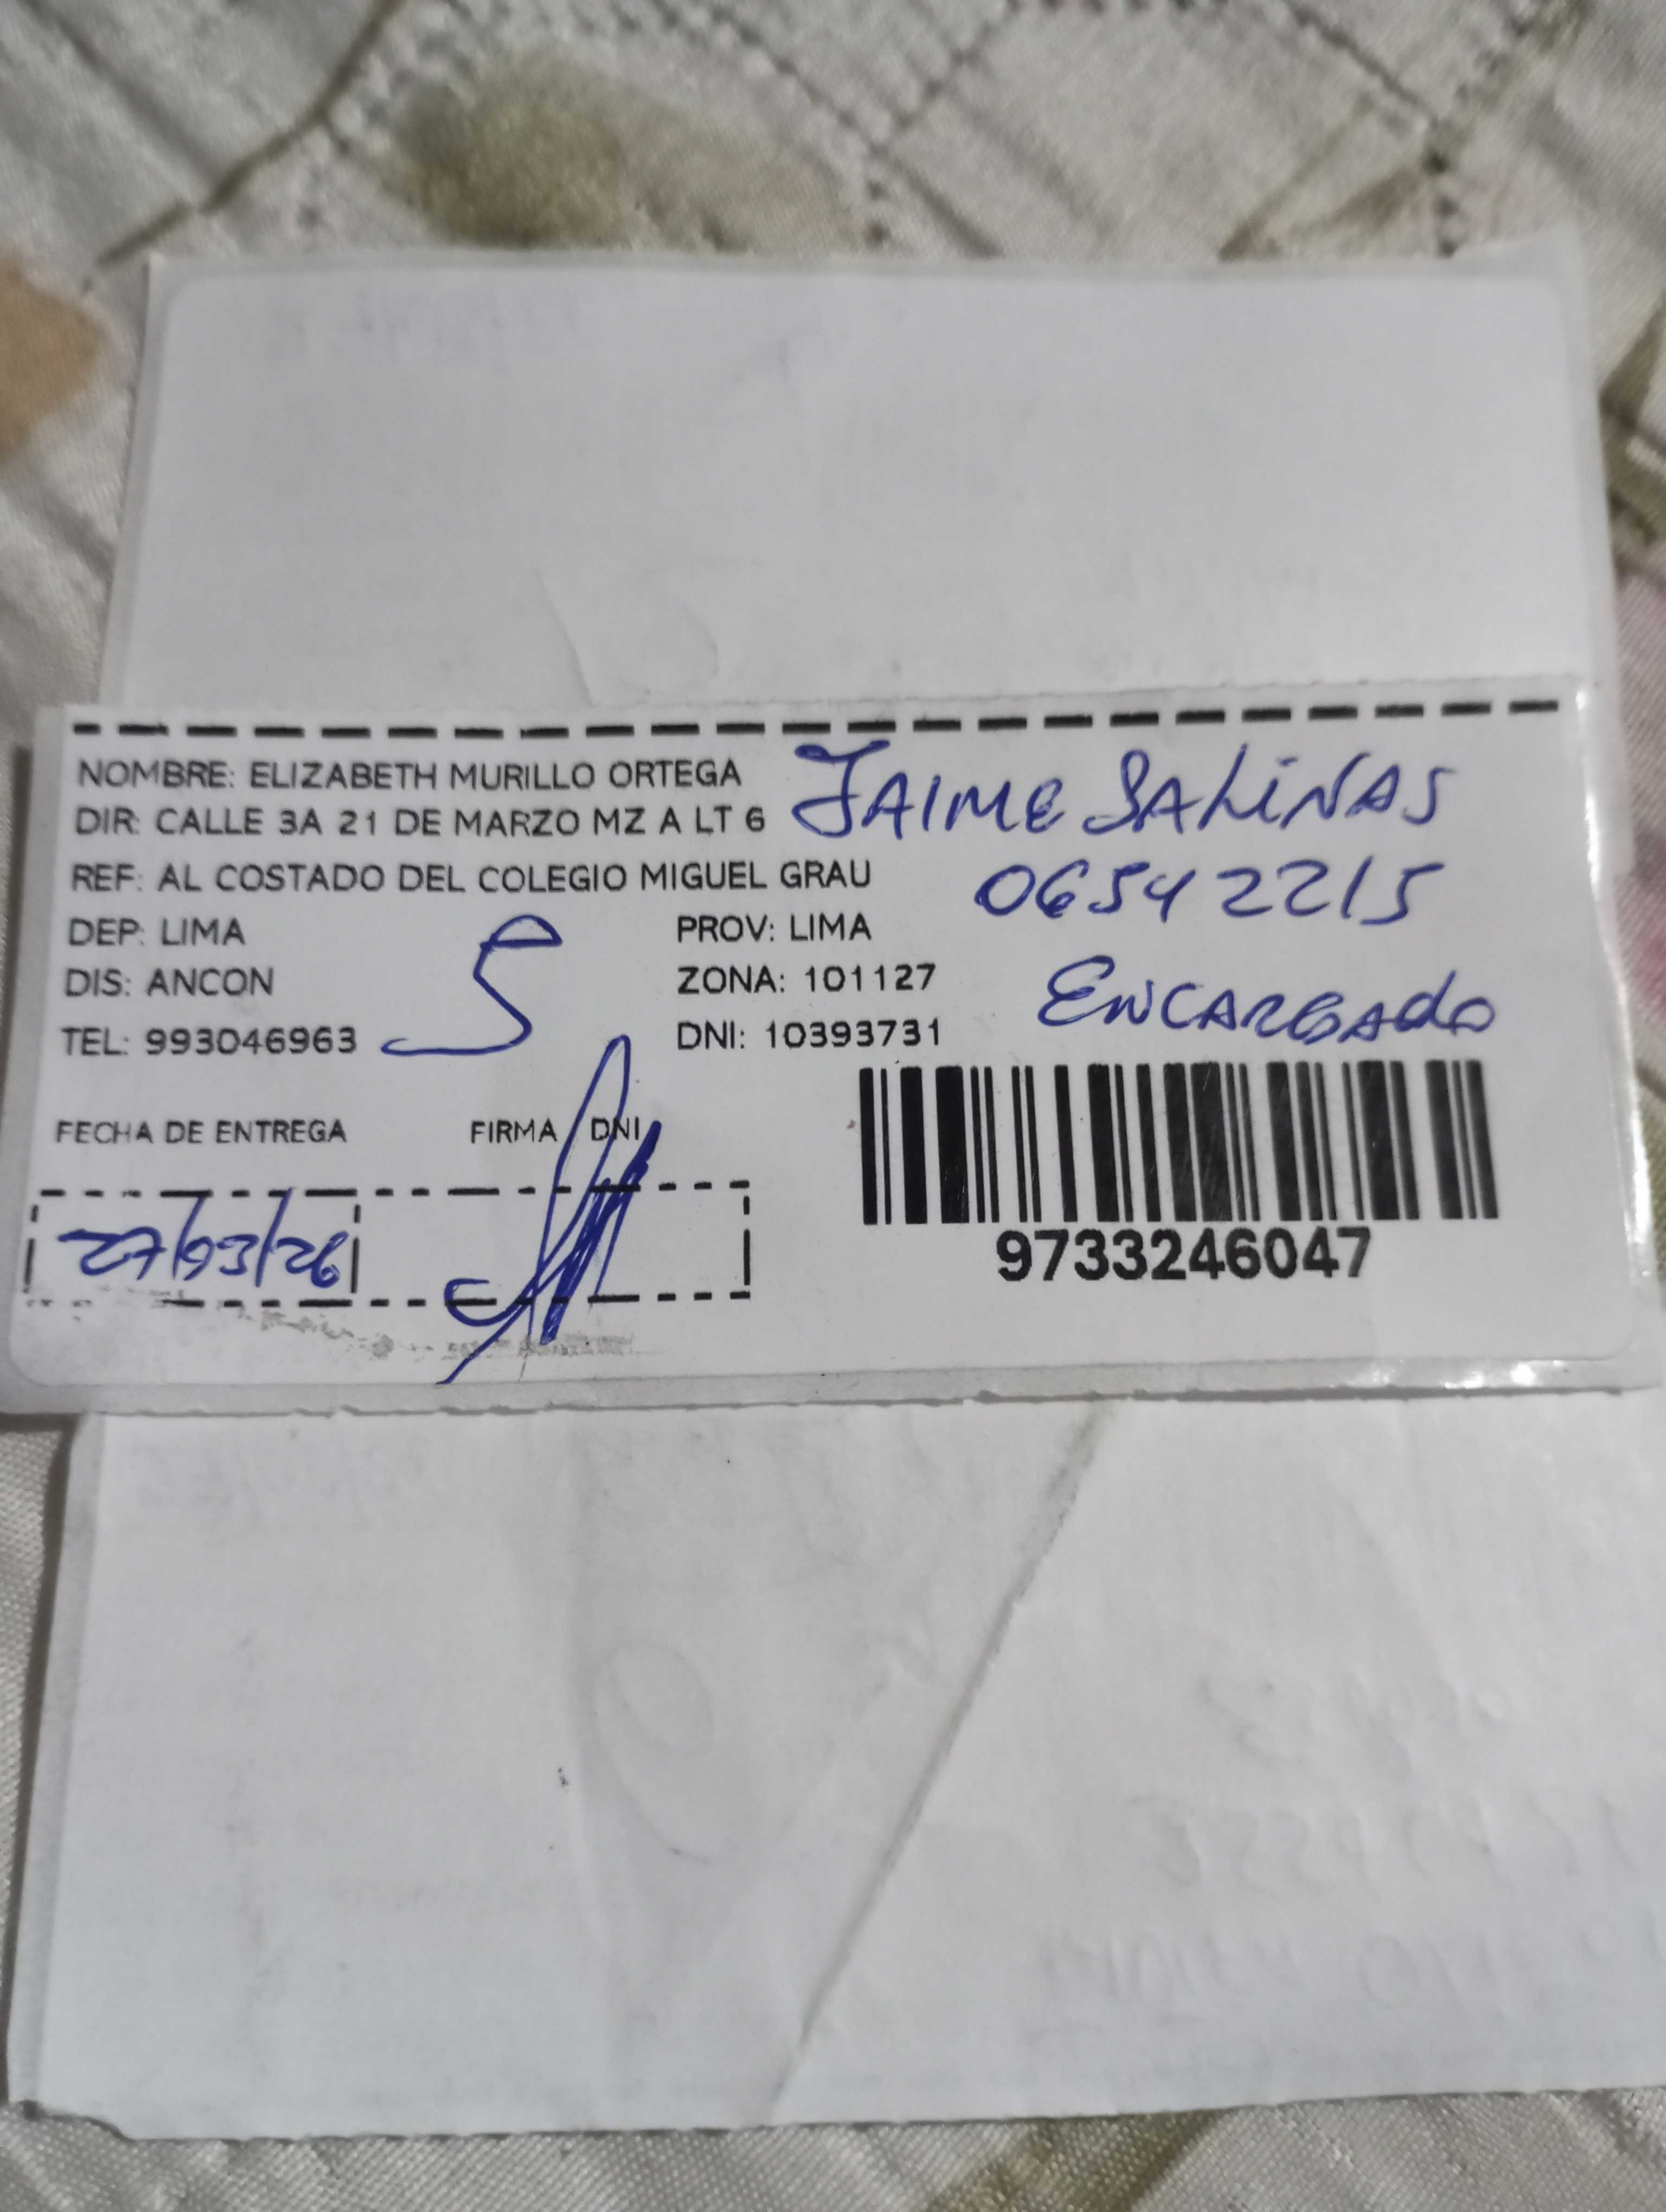 NOMBRE: ELIZABETH MURILLO ORTEGA
JAIME SALINAS
DIR: CALLE 3A 21 DE MARZO MZ A LT 6
REF: AL COSTADO DEL COLEGIO MIGUEL GRAU
06542215
DEP: LIMA
PROV: LIMA
DIS: ANCON
ZONA: 101127
ENCARGADO
TEL: 993046963
DNI: 10393731
FECHA DE ENTREGA
FIRMA DNI
27/03/26
9733246047